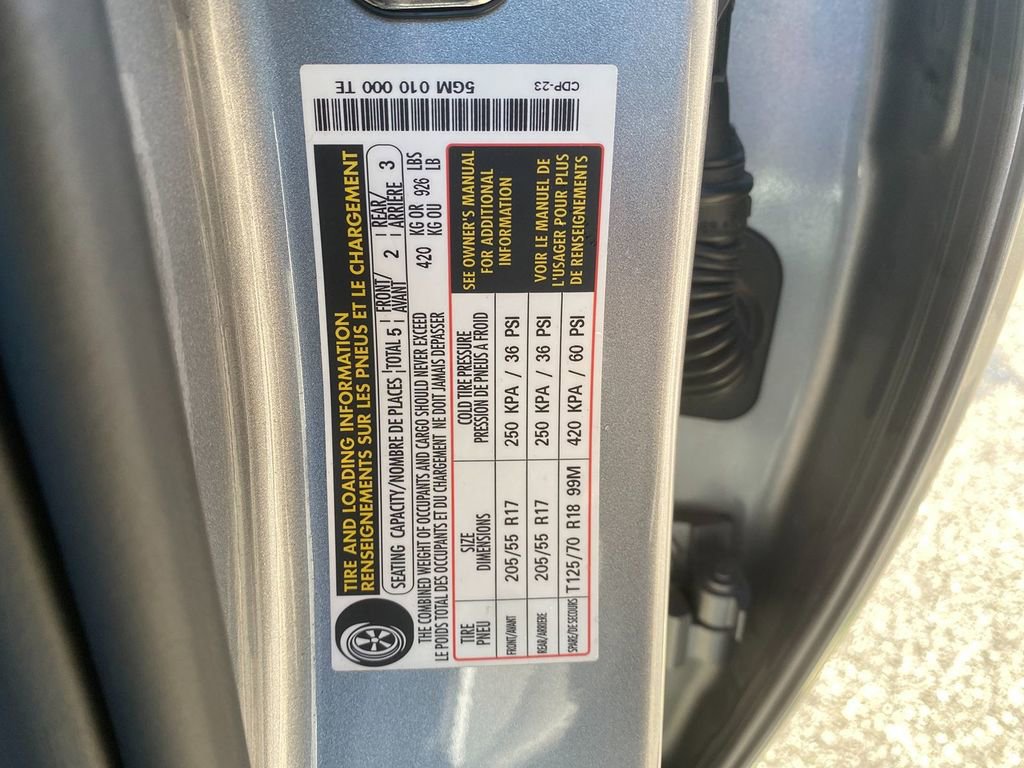 TIRE AND LOADING INFORMATION
RENSEIGNEMENTS SUR LES PNEUS ET LE CHARGEMENT
SEATING CAPACITY/NOMBRE DE PLACES TOTAL 5 FRONT/AVANT 2 REAR/ARRIÈRE 3
THE COMBINED WEIGHT OF OCCUPANTS AND CARGO SHOULD NEVER EXCEED 420 KG OR 926 LBS
LE POIDS TOTAL DES OCCUPANTS ET DU CHARGEMENT NE DOIT JAMAIS DEPASSER KG OU LB
TIRE SIZE COLD TIRE PRESSURE
PNEU DIMENSIONS PRESSION DE PNEUS À FROID
FRONT/AVANT 205/55 R17 250 KPA / 36 PSI
REAR/ARRIERE 205/55 R17 250 KPA / 36 PSI
SPARE/DE SECOURS T125/70 R18 99M 420 KPA / 60 PSI
SEE OWNER'S MANUAL
FOR ADDITIONAL
INFORMATION
VOIR LE MANUEL DE
L'USAGER POUR PLUS
DE RENSEIGNEMENTS
5GM 010 000 TE
CDP-23